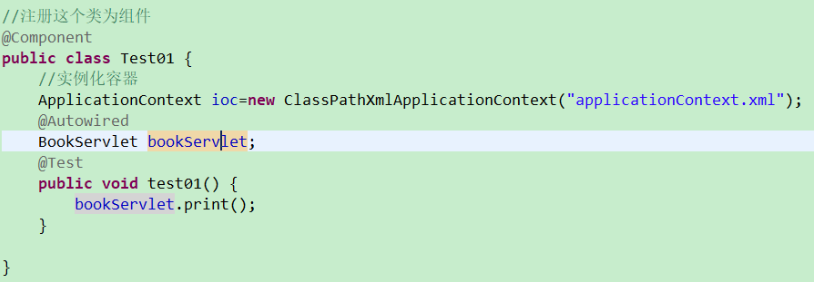 //注册这个类为组件
@Component
public class Test01 {
//实例化容器
ApplicationContext ioc=new ClassPathXmlApplicationContext("applicationContext.xml");
@Autowired
BookServlet bookServlet;
@Test
public void test01() {
bookServlet.print();
}
}